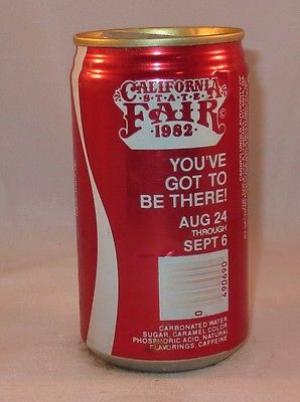 CALIFORNIA
STATE
FAIR
1982
YOU'VE
GOT TO
BE THERE!
AUG 24
THROUGH
SEPT 6
CARBONATED WATER
SUGAR, CARAMEL COLOR
PHOSPHORIC ACID, NATURAL
FLAVORINGS, CAFFEINE